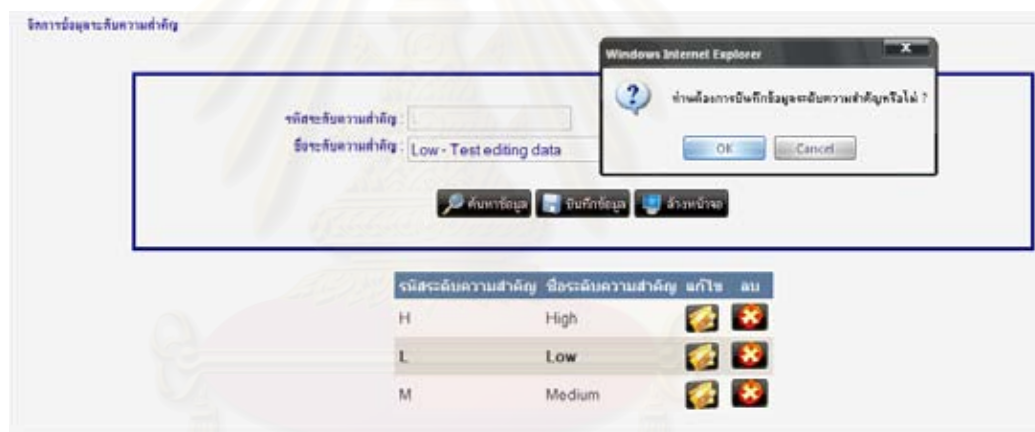 จัดการข้อมูลระดับความสำคัญ
Windows Internet Explorer
ท่านต้องการบันทึกข้อมูลระดับความสำคัญหรือไม่ ?
OK Cancel
รหัสระดับความสำคัญ : L
ชื่อระดับความสำคัญ : Low - Test editing data
ค้นหาข้อมูล บันทึกข้อมูล ล้างหน้าจอ
รหัสระดับความสำคัญ ชื่อระดับความสำคัญ แก้ไข ลบ
H High
L Low
M Medium